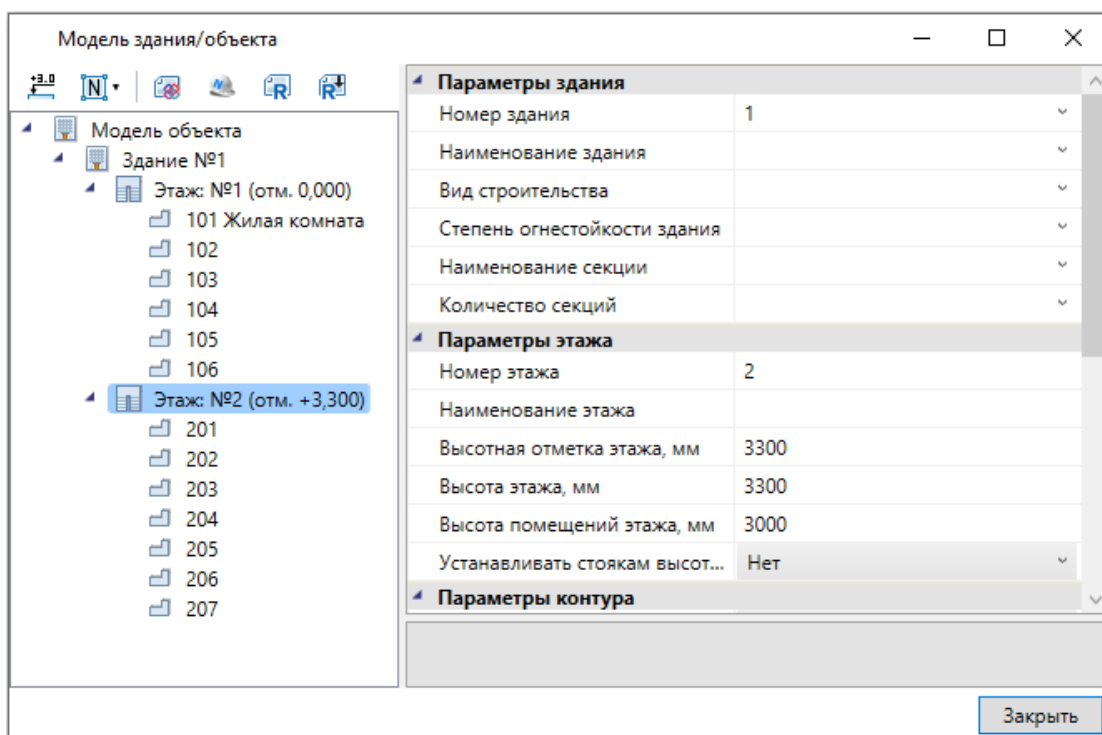 Модель здания/объекта
+3.0
N
N
R
R
Модель объекта
Здание №1
Этаж: №1 (отм. 0,000)
101 Жилая комната
102
103
104
105
106
Этаж: №2 (отм. +3,300)
201
202
203
204
205
206
207
Параметры здания
Номер здания 1
Наименование здания
Вид строительства
Степень огнестойкости здания
Наименование секции
Количество секций
Параметры этажа
Номер этажа 2
Наименование этажа
Высотная отметка этажа, мм 3300
Высота этажа, мм 3300
Высота помещений этажа, мм 3000
Устанавливать стоякам высот... Нет
Параметры контура
Закрыть